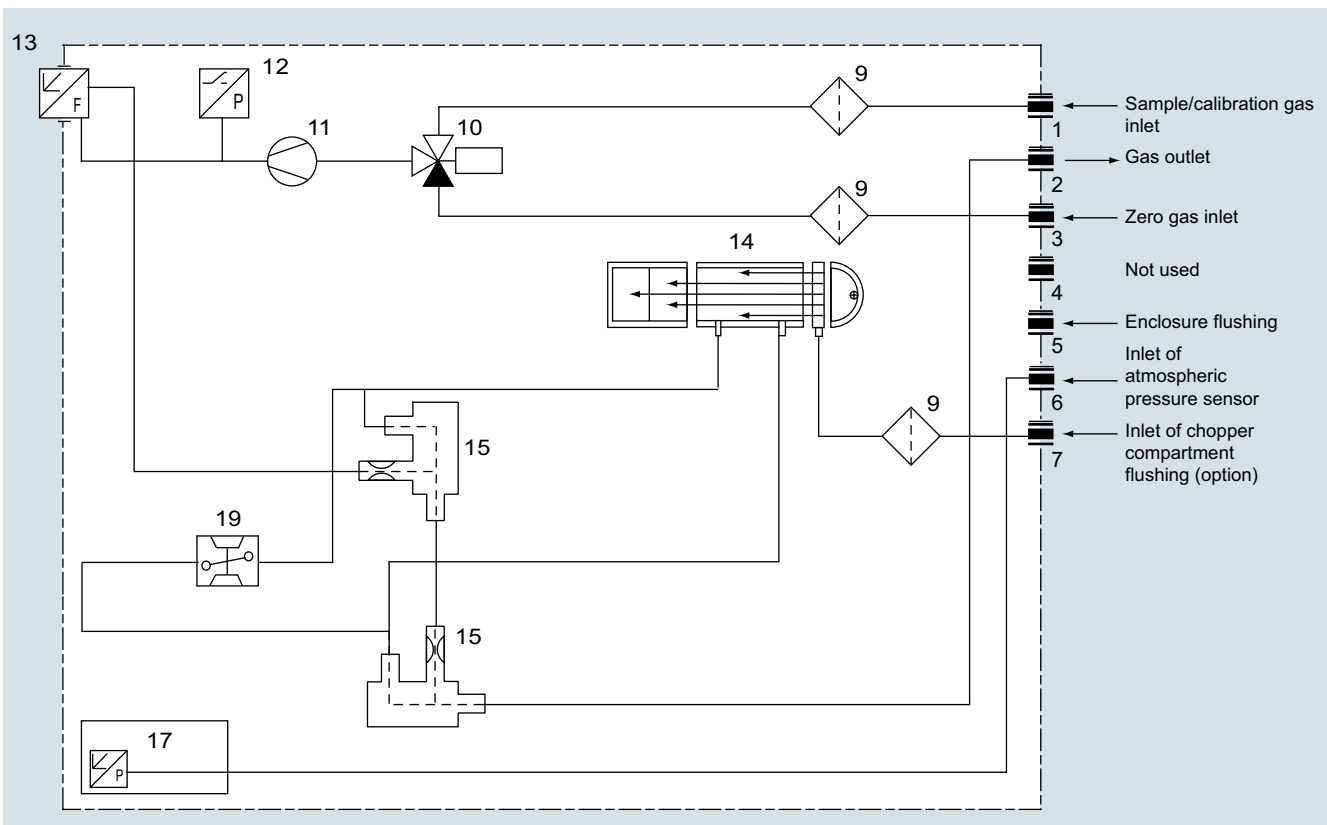 13
12
9
Sample/calibration gas
inlet
F
P
11
10
1
Gas outlet
2
9
Zero gas inlet
3
14
Not used
4
Enclosure flushing
5
Inlet of
atmospheric
pressure sensor
6
9
Inlet of chopper
compartment
flushing (option)
7
15
19
15
17
P